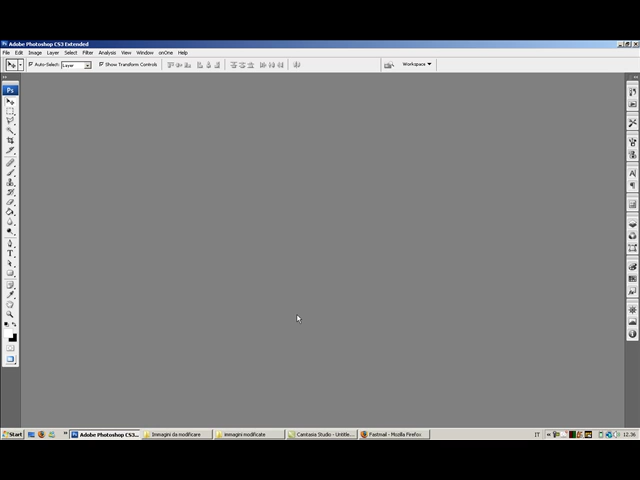 Adobe Photoshop CS3 Extended
File Edit Image Layer Select Filter Analysis View Window onOne Help
Auto-Select: Layer Show Transform Controls Workspace
Ps
T
A
Start Adobe Photoshop CS3... Immagini da modificare immagini modificate Camtasia Studio - Untitle... Fastmail - Mozilla Firefox IT 12.36